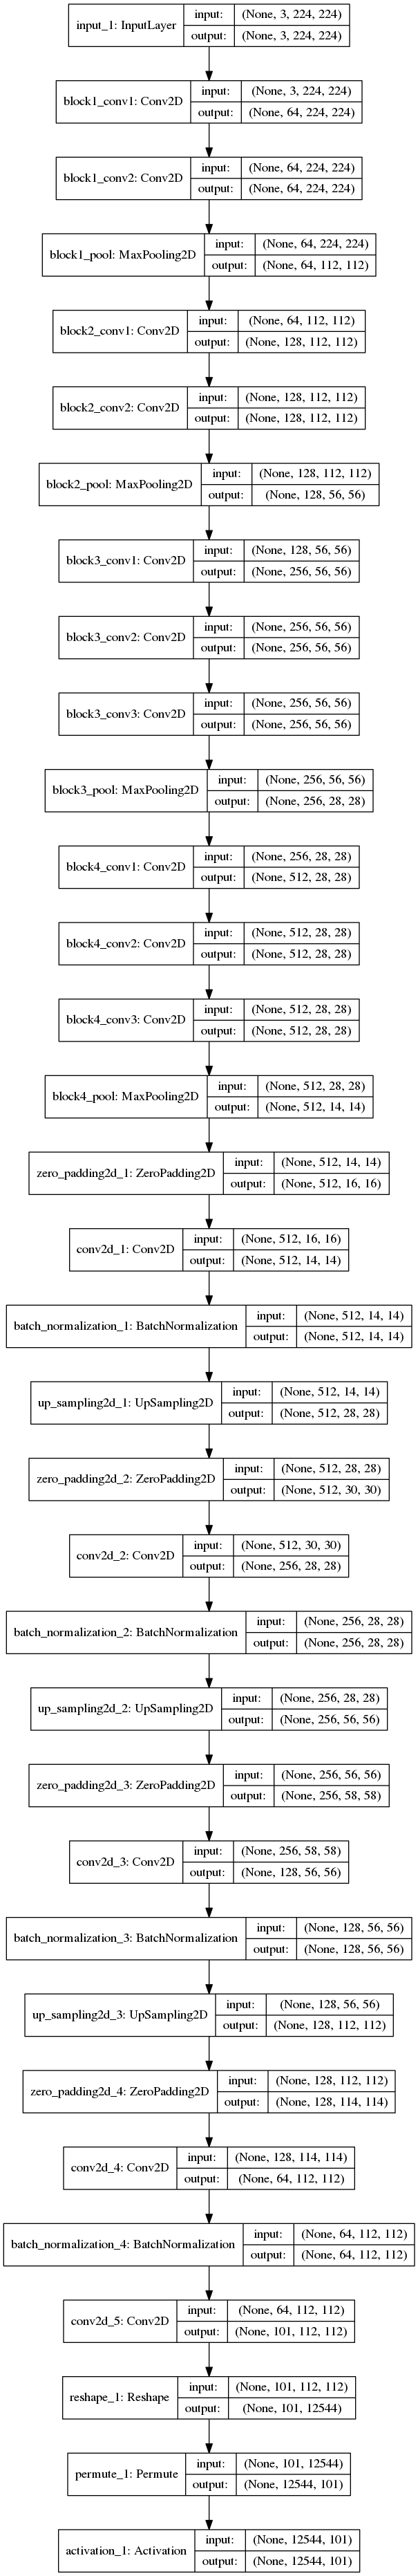 input_1: InputLayer
input: (None, 3, 224, 224)
output: (None, 3, 224, 224)
block1_conv1: Conv2D
input: (None, 3, 224, 224)
output: (None, 64, 224, 224)
block1_conv2: Conv2D
input: (None, 64, 224, 224)
output: (None, 64, 224, 224)
block1_pool: MaxPooling2D
input: (None, 64, 224, 224)
output: (None, 64, 112, 112)
block2_conv1: Conv2D
input: (None, 64, 112, 112)
output: (None, 128, 112, 112)
block2_conv2: Conv2D
input: (None, 128, 112, 112)
output: (None, 128, 112, 112)
block2_pool: MaxPooling2D
input: (None, 128, 112, 112)
output: (None, 128, 56, 56)
block3_conv1: Conv2D
input: (None, 128, 56, 56)
output: (None, 256, 56, 56)
block3_conv2: Conv2D
input: (None, 256, 56, 56)
output: (None, 256, 56, 56)
block3_conv3: Conv2D
input: (None, 256, 56, 56)
output: (None, 256, 56, 56)
block3_pool: MaxPooling2D
input: (None, 256, 56, 56)
output: (None, 256, 28, 28)
block4_conv1: Conv2D
input: (None, 256, 28, 28)
output: (None, 512, 28, 28)
block4_conv2: Conv2D
input: (None, 512, 28, 28)
output: (None, 512, 28, 28)
block4_conv3: Conv2D
input: (None, 512, 28, 28)
output: (None, 512, 28, 28)
block4_pool: MaxPooling2D
input: (None, 512, 28, 28)
output: (None, 512, 14, 14)
zero_padding2d_1: ZeroPadding2D
input: (None, 512, 14, 14)
output: (None, 512, 16, 16)
conv2d_1: Conv2D
input: (None, 512, 16, 16)
output: (None, 512, 14, 14)
batch_normalization_1: BatchNormalization
input: (None, 512, 14, 14)
output: (None, 512, 14, 14)
up_sampling2d_1: UpSampling2D
input: (None, 512, 14, 14)
output: (None, 512, 28, 28)
zero_padding2d_2: ZeroPadding2D
input: (None, 512, 28, 28)
output: (None, 512, 30, 30)
conv2d_2: Conv2D
input: (None, 512, 30, 30)
output: (None, 256, 28, 28)
batch_normalization_2: BatchNormalization
input: (None, 256, 28, 28)
output: (None, 256, 28, 28)
up_sampling2d_2: UpSampling2D
input: (None, 256, 28, 28)
output: (None, 256, 56, 56)
zero_padding2d_3: ZeroPadding2D
input: (None, 256, 56, 56)
output: (None, 256, 58, 58)
conv2d_3: Conv2D
input: (None, 256, 58, 58)
output: (None, 128, 56, 56)
batch_normalization_3: BatchNormalization
input: (None, 128, 56, 56)
output: (None, 128, 56, 56)
up_sampling2d_3: UpSampling2D
input: (None, 128, 56, 56)
output: (None, 128, 112, 112)
zero_padding2d_4: ZeroPadding2D
input: (None, 128, 112, 112)
output: (None, 128, 114, 114)
conv2d_4: Conv2D
input: (None, 128, 114, 114)
output: (None, 64, 112, 112)
batch_normalization_4: BatchNormalization
input: (None, 64, 112, 112)
output: (None, 64, 112, 112)
conv2d_5: Conv2D
input: (None, 64, 112, 112)
output: (None, 101, 112, 112)
reshape_1: Reshape
input: (None, 101, 112, 112)
output: (None, 101, 12544)
permute_1: Permute
input: (None, 101, 12544)
output: (None, 12544, 101)
activation_1: Activation
input: (None, 12544, 101)
output: (None, 12544, 101)